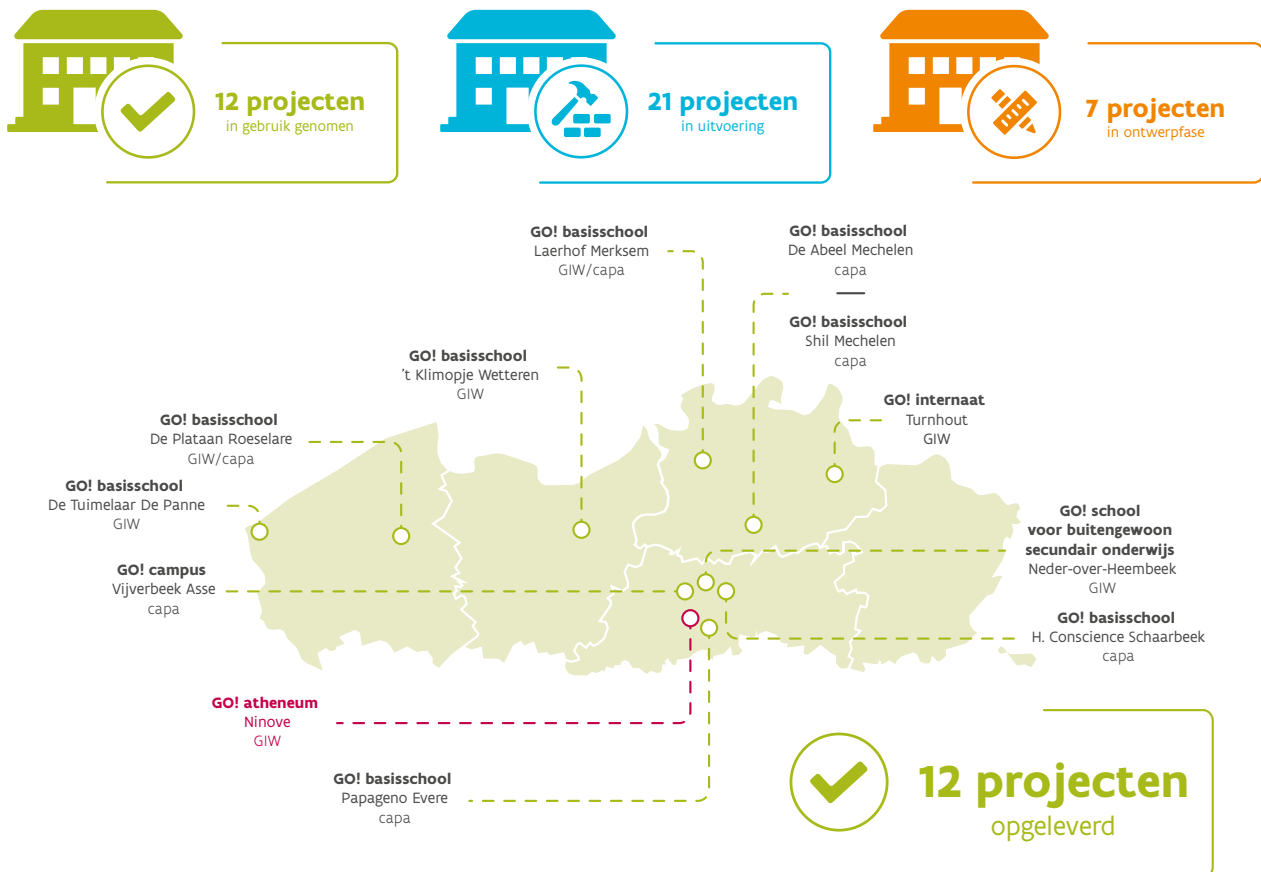 12 projecten
in gebruik genomen
21 projecten
in uitvoering
7 projecten
in ontwerpfase
GO! basisschool
Laerhof Merksem
GIW/capa
GO! basisschool
De Abeel Mechelen
capa
GO! basisschool
Shil Mechelen
capa
GO! basisschool
't Klimopje Wetteren
GIW
GO! internaat
Turnhout
GIW
GO! basisschool
De Plataan Roeselare
GIW/capa
GO! basisschool
De Tuimelaar De Panne
GIW
GO! school
voor buitengewoon
secundair onderwijs
Neder-over-Heembeek
GIW
GO! campus
Vijverbeek Asse
capa
GO! basisschool
H. Conscience Schaarbeek
capa
GO! atheneum
Ninove
GIW
GO! basisschool
Papageno Evere
capa
12 projecten
opgeleverd